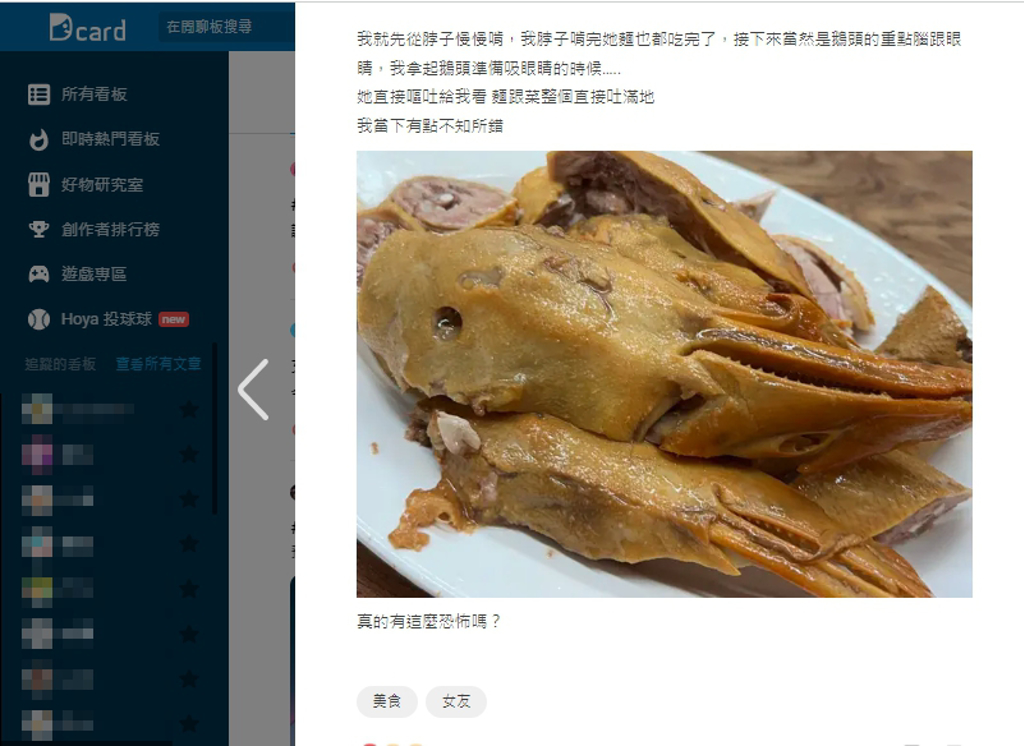 Dcard
在閒聊板搜尋
所有看板
即時熱門看板
好物研究室
創作者排行榜
遊戲專區
Hoya 投球球 new
追蹤的看板 查看所有文章
我就先從脖子慢慢啃，我脖子啃完她麵也都吃完了，接下來當然是鵝頭的重點腦跟眼
睛，我拿起鵝頭準備吸眼睛的時候.....
她直接嘔吐給我看 麵跟菜整個直接吐滿地
我當下有點不知所錯
真的有這麼恐怖嗎？
美食 女友